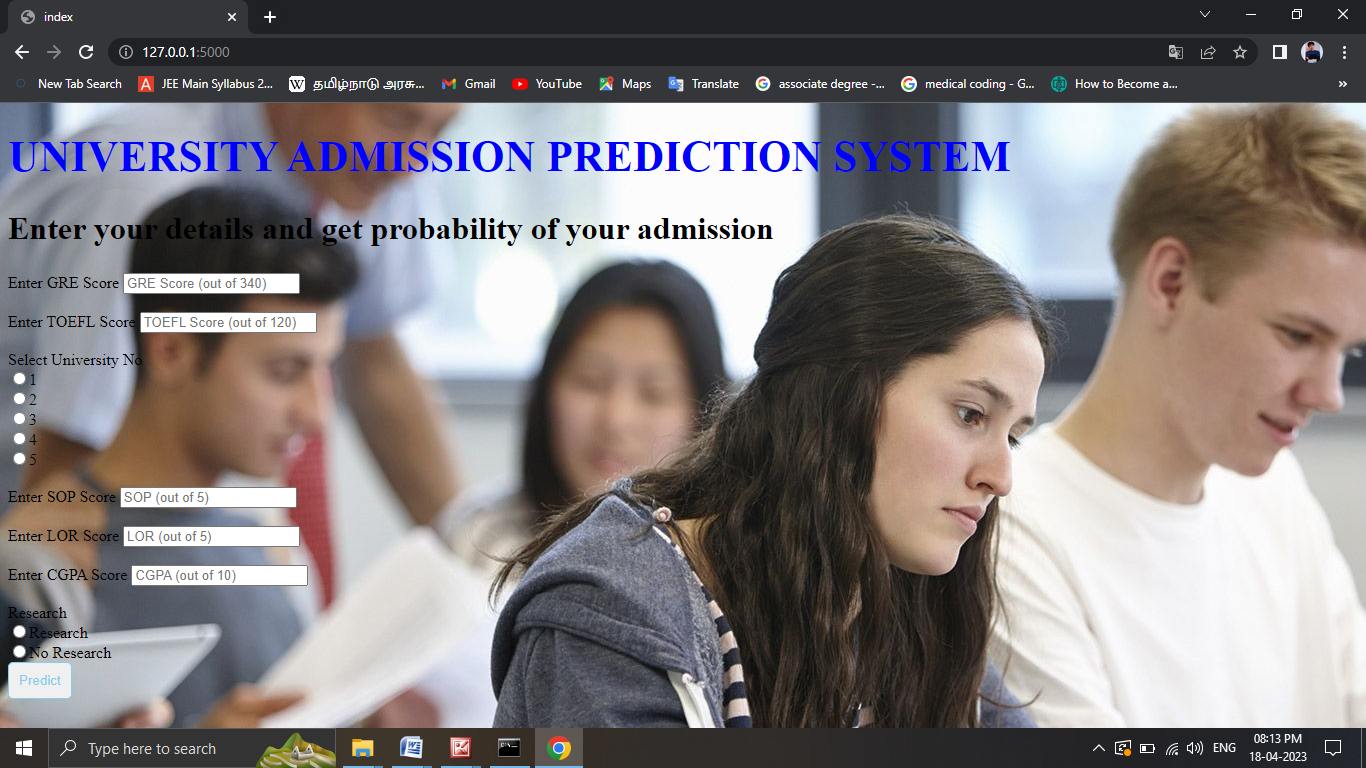 index
127.0.0.1:5000
New Tab Search JEE Main Syllabus 2... தமிழ்நாடு அரசு... Gmail YouTube Maps Translate associate degree -... medical coding - G... How to Become a...
UNIVERSITY ADMISSION PREDICTION SYSTEM
Enter your details and get probability of your admission
Enter GRE Score GRE Score (out of 340)
Enter TOEFL Score TOEFL Score (out of 120)
Select University No
1
2
3
4
5
Enter SOP Score SOP (out of 5)
Enter LOR Score LOR (out of 5)
Enter CGPA Score CGPA (out of 10)
Research
Research
No Research
Predict
Type here to search
ENG
08:13 PM
18-04-2023